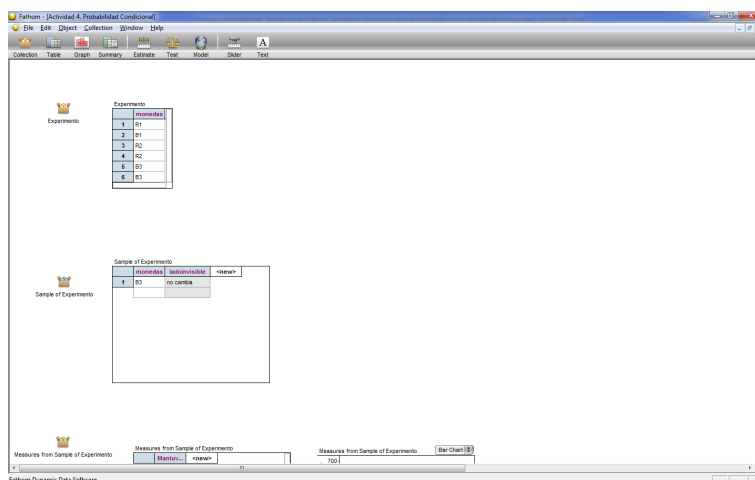 Fathom - [Actividad 4. Probabilidad Condicional]
File Edit Object Collection Window Help
Collection Table Graph Summary Estimate Test Model Slider Text
A
Experimento
Experimento
monedas
1 R1
2 B1
3 R2
4 R2
5 B3
6 B3
Sample of Experimento
monedas ladoinvisible <new>
1 B3 no cambia
Sample of Experimento
Measures from Sample of Experimento
Measures from Sample of Experimento
Mantuv... <new>
Measures from Sample of Experimento Bar Chart
700
Fathom Dynamic Data Software